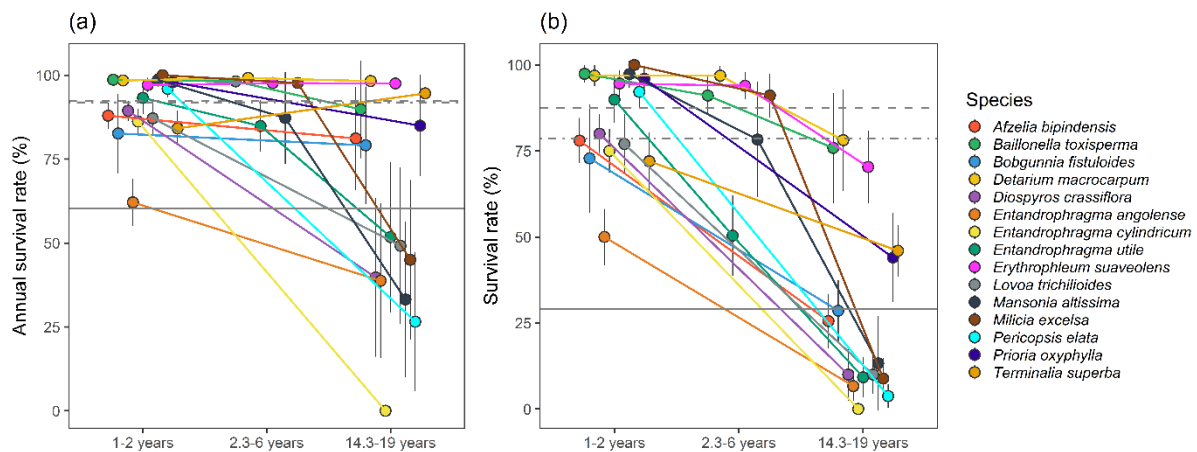 (a)
Annual survival rate (%)
100
75
50
25
0
1-2 years
2.3-6 years
14.3-19 years
(b)
Survival rate (%)
100
75
50
25
0
1-2 years
2.3-6 years
14.3-19 years
Species
Afzelia bipindensis
Baillonella toxisperma
Bobgunnia fistuloides
Detarium macrocarpum
Diospyros crassiflora
Entandrophragma angolense
Entandrophragma cylindricum
Entandrophragma utile
Erythrophleum suaveolens
Lovoa trichilioides
Mansonia altissima
Milicia excelsa
Pericopsis elata
Prioria oxyphylla
Terminalia superba